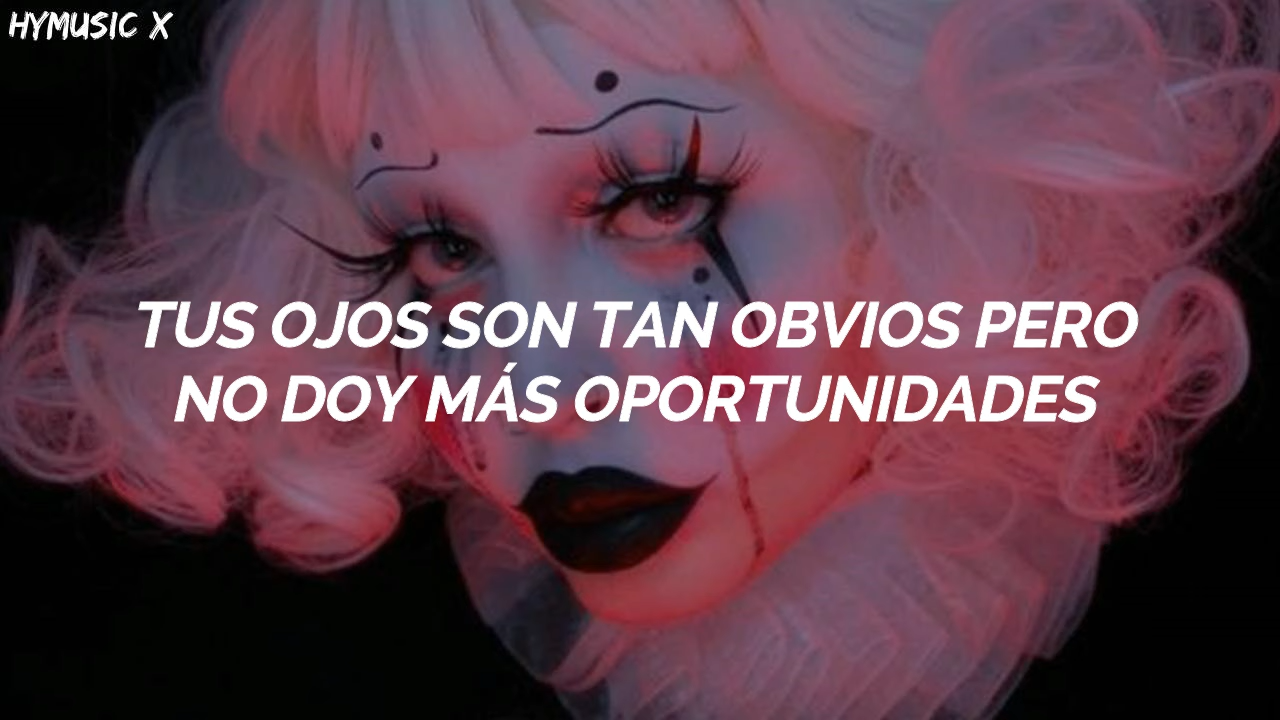 HYMUSIC X
TUS OJOS SON TAN OBVIOS PERO
NO DOY MÁS OPORTUNIDADES